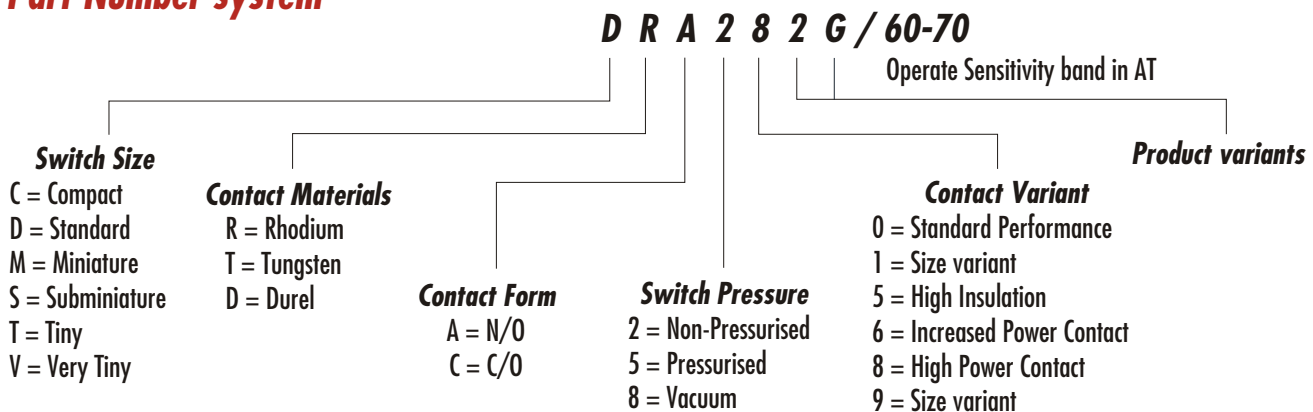 Part Number system
D R A 2 8 2 G / 60-70
Operate Sensitivity band in AT
Switch Size
C = Compact
D = Standard
M = Miniature
S = Subminiature
T = Tiny
V = Very Tiny
Contact Materials
R = Rhodium
T = Tungsten
D = Durel
Contact Form
A = N/O
C = C/O
Switch Pressure
2 = Non-Pressurised
5 = Pressurised
8 = Vacuum
Contact Variant
0 = Standard Performance
1 = Size variant
5 = High Insulation
6 = Increased Power Contact
8 = High Power Contact
9 = Size variant
Product variants